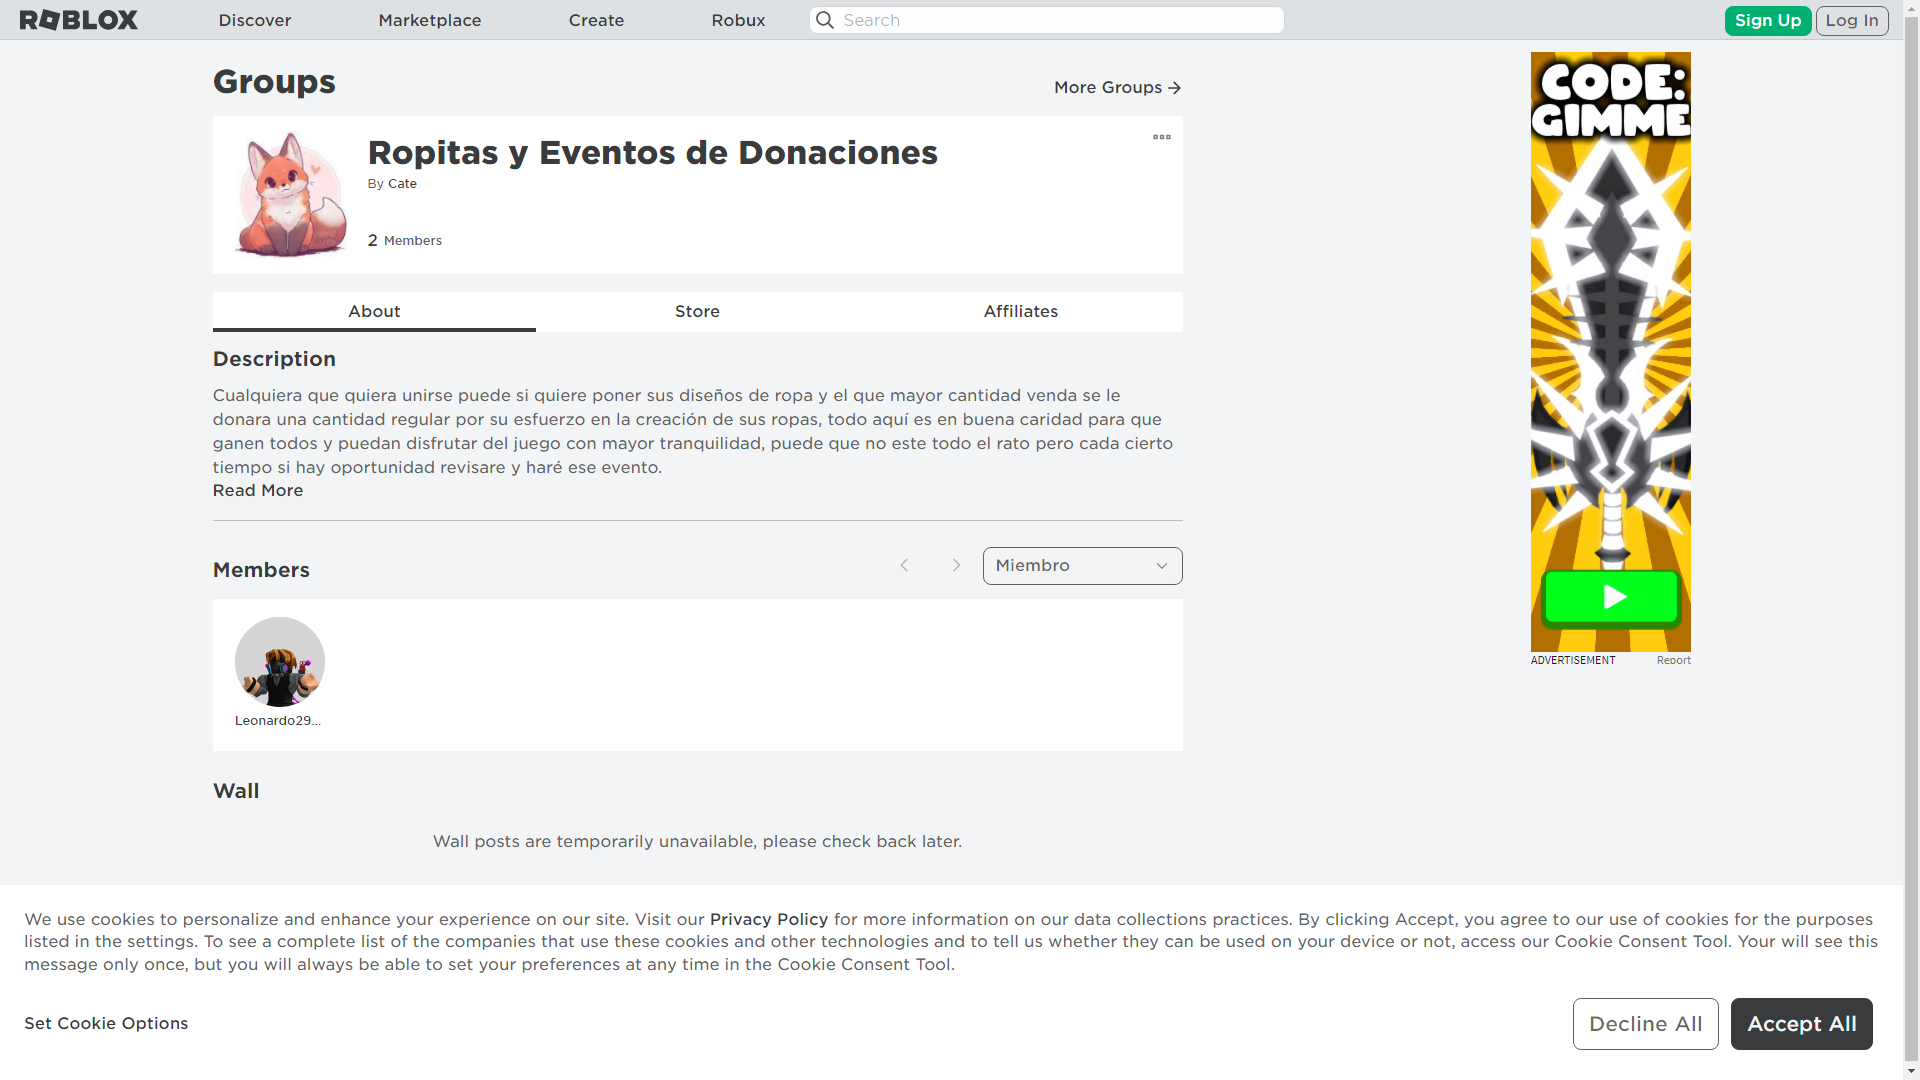 ROBLOX
Discover
Marketplace
Create
Robux
Search
Sign Up
Log In
Groups
More Groups
Ropitas y Eventos de Donaciones
By Cate
2 Members
About
Store
Affiliates
Description
Cualquiera que quiera unirse puede si quiere poner sus diseños de ropa y el que mayor cantidad venda se le
donara una cantidad regular por su esfuerzo en la creación de sus ropas, todo aquí es en buena caridad para que
ganen todos y puedan disfrutar del juego con mayor tranquilidad, puede que no este todo el rato pero cada cierto
tiempo si hay oportunidad revisare y haré ese evento.
Read More
Members
Miembro
Leonardo29...
Wall
Wall posts are temporarily unavailable, please check back later.
CODE:
GIMME
ADVERTISEMENT
Report
We use cookies to personalize and enhance your experience on our site. Visit our Privacy Policy for more information on our data collections practices. By clicking Accept, you agree to our use of cookies for the purposes
listed in the settings. To see a complete list of the companies that use these cookies and other technologies and to tell us whether they can be used on your device or not, access our Cookie Consent Tool. Your will see this
message only once, but you will always be able to set your preferences at any time in the Cookie Consent Tool.
Set Cookie Options
Decline All
Accept All